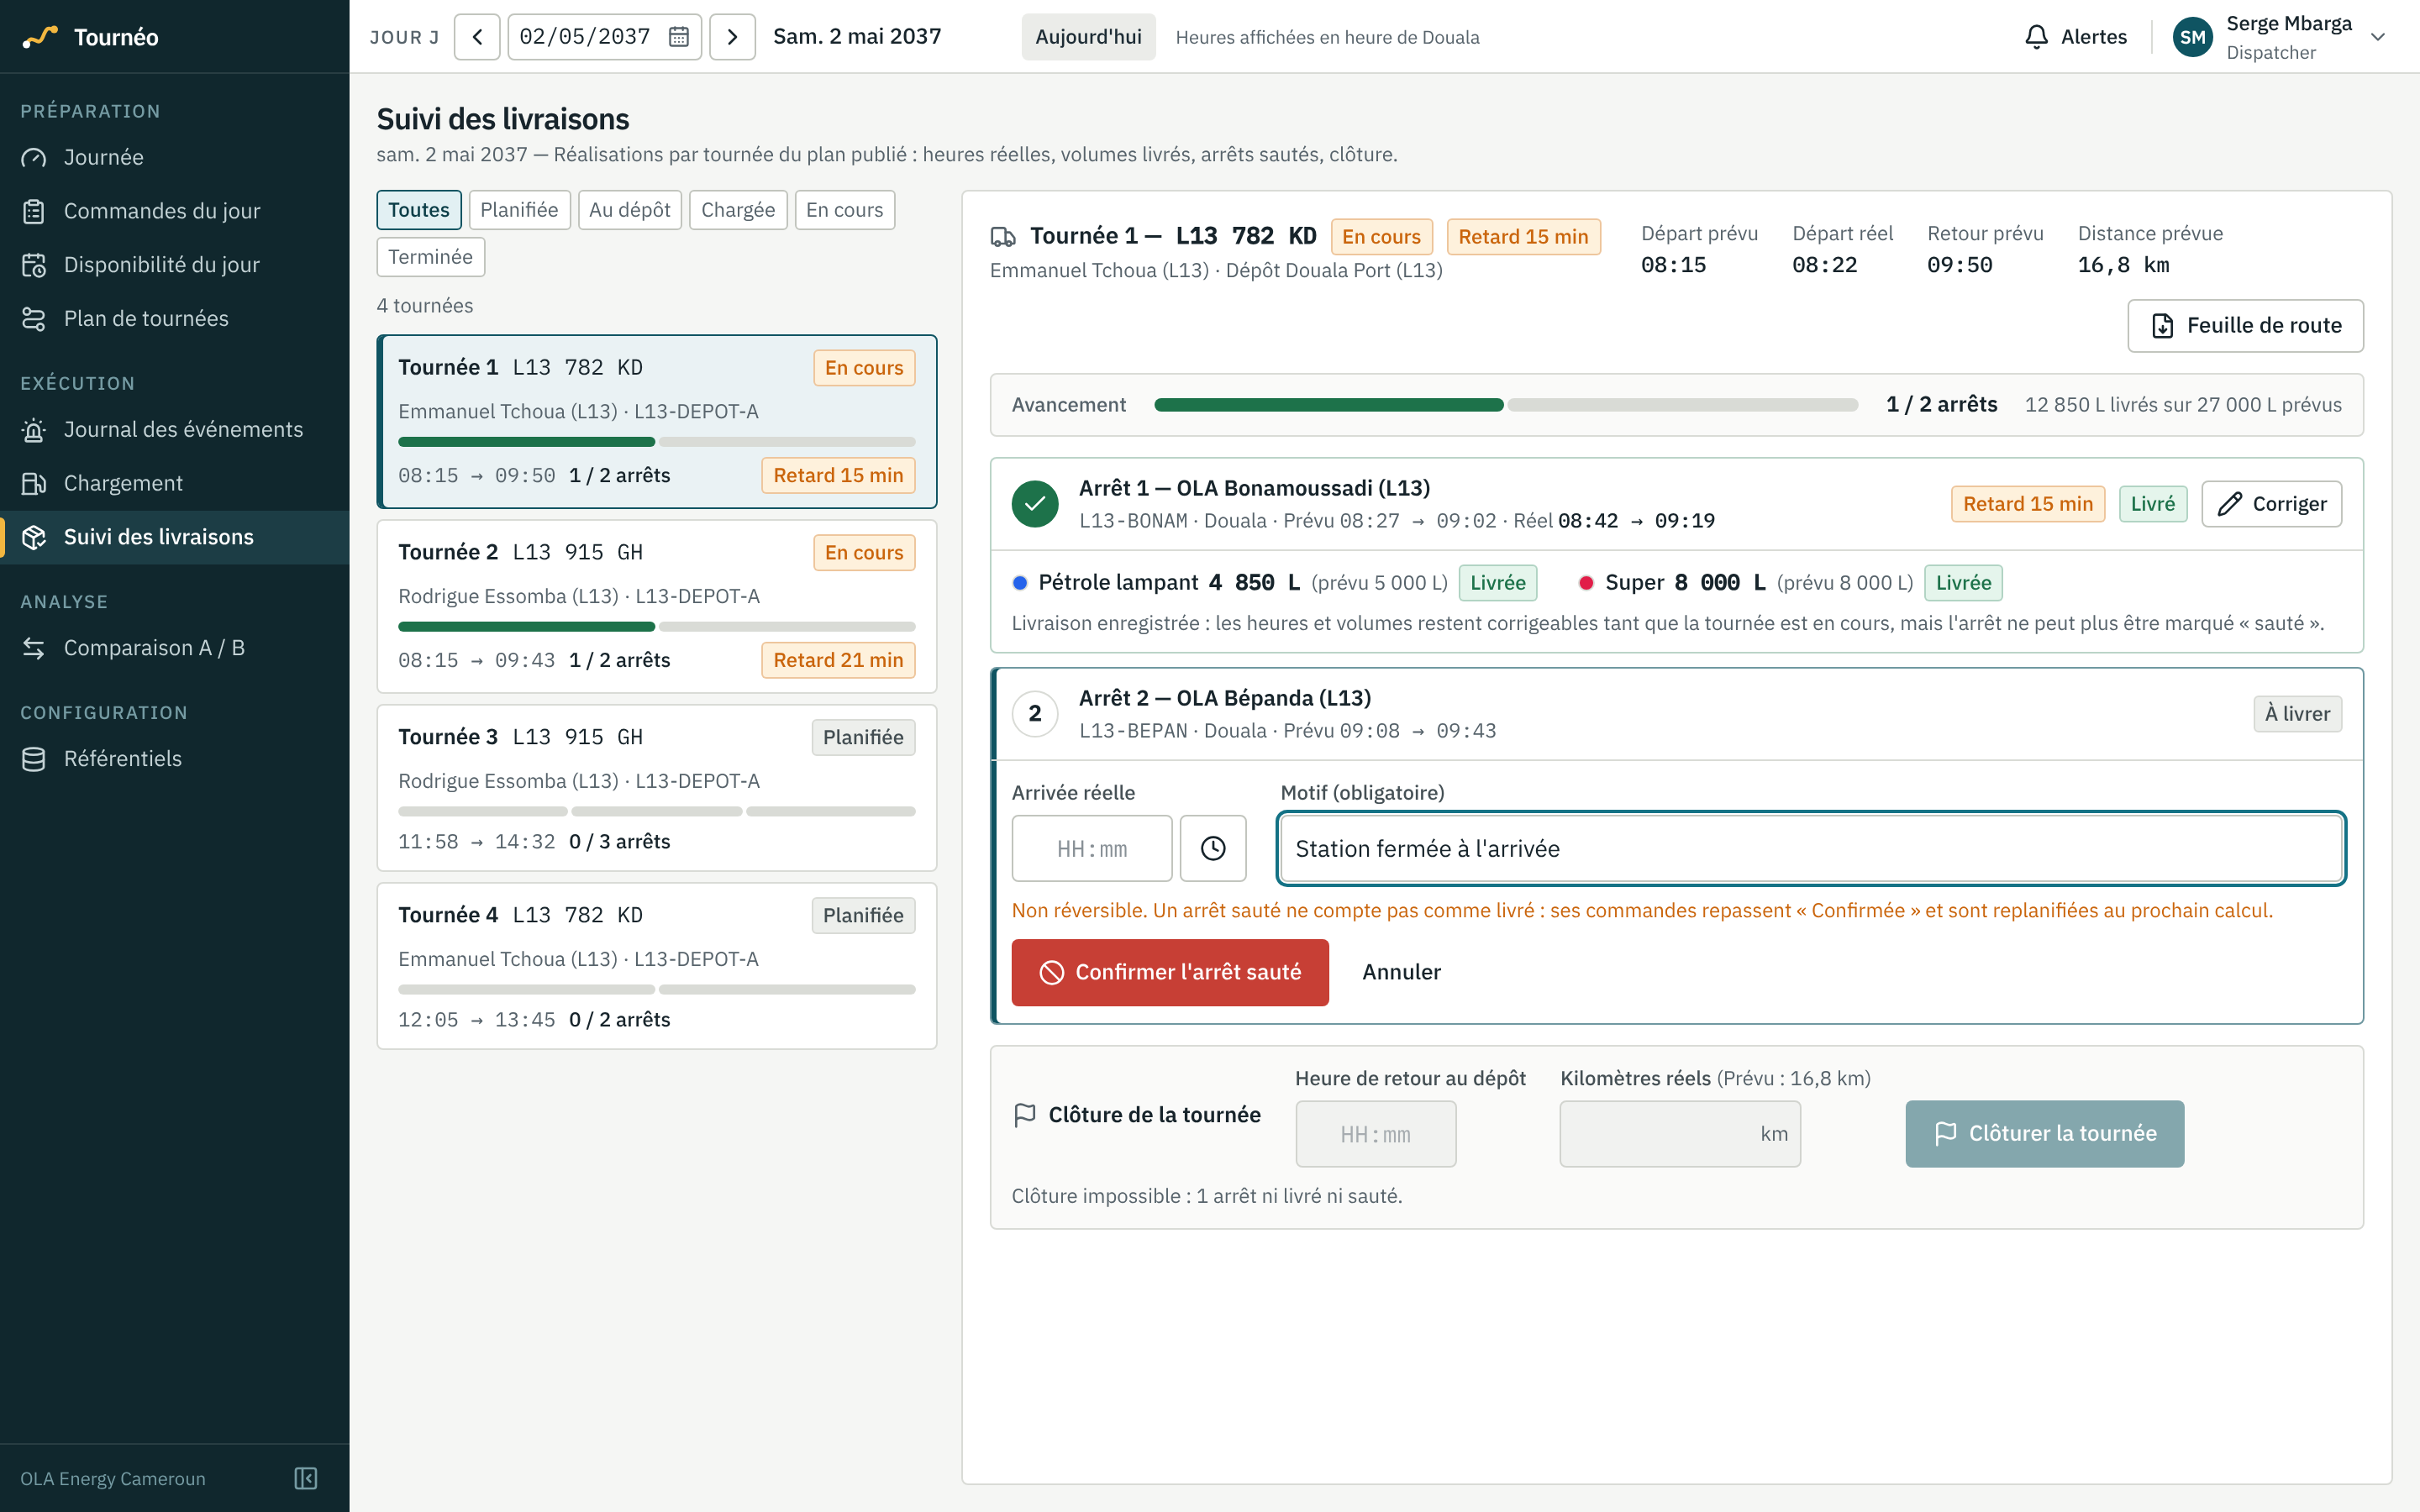 Tournéo
JOUR J
02/05/2037
Sam. 2 mai 2037
Aujourd'hui
Heures affichées en heure de Douala
Alertes
SM
Serge Mbarga
Dispatcher
PRÉPARATION
Journée
Commandes du jour
Disponibilité du jour
Plan de tournées
EXÉCUTION
Journal des événements
Chargement
Suivi des livraisons
ANALYSE
Comparaison A / B
CONFIGURATION
Référentiels
OLA Energy Cameroun
Suivi des livraisons
sam. 2 mai 2037 — Réalisations par tournée du plan publié : heures réelles, volumes livrés, arrêts sautés, clôture.
Toutes
Planifiée
Au dépôt
Chargée
En cours
Terminée
4 tournées
Tournée 1 L13 782 KD
En cours
Emmanuel Tchoua (L13) · L13-DEPOT-A
08:15 → 09:50 1 / 2 arrêts
Retard 15 min
Tournée 2 L13 915 GH
En cours
Rodrigue Essomba (L13) · L13-DEPOT-A
08:15 → 09:43 1 / 2 arrêts
Retard 21 min
Tournée 3 L13 915 GH
Planifiée
Rodrigue Essomba (L13) · L13-DEPOT-A
11:58 → 14:32 0 / 3 arrêts
Tournée 4 L13 782 KD
Planifiée
Emmanuel Tchoua (L13) · L13-DEPOT-A
12:05 → 13:45 0 / 2 arrêts
Tournée 1 — L13 782 KD
En cours
Retard 15 min
Emmanuel Tchoua (L13) · Dépôt Douala Port (L13)
Départ prévu
08:15
Départ réel
08:22
Retour prévu
09:50
Distance prévue
16,8 km
Feuille de route
Avancement
1 / 2 arrêts
12 850 L livrés sur 27 000 L prévus
Arrêt 1 — OLA Bonamoussadi (L13)
L13-BONAM · Douala · Prévu 08:27 → 09:02 · Réel 08:42 → 09:19
Retard 15 min
Livré
Corriger
Pétrole lampant 4 850 L (prévu 5 000 L) Livrée
Super 8 000 L (prévu 8 000 L) Livrée
Livraison enregistrée : les heures et volumes restent corrigeables tant que la tournée est en cours, mais l'arrêt ne peut plus être marqué « sauté ».
2
Arrêt 2 — OLA Bépanda (L13)
L13-BEPAN · Douala · Prévu 09:08 → 09:43
À livrer
Arrivée réelle
HH:mm
Motif (obligatoire)
Station fermée à l'arrivée
Non réversible. Un arrêt sauté ne compte pas comme livré : ses commandes repassent « Confirmée » et sont replanifiées au prochain calcul.
Confirmer l'arrêt sauté
Annuler
Clôture de la tournée
Heure de retour au dépôt
HH:mm
Kilomètres réels (Prévu : 16,8 km)
km
Clôturer la tournée
Clôture impossible : 1 arrêt ni livré ni sauté.